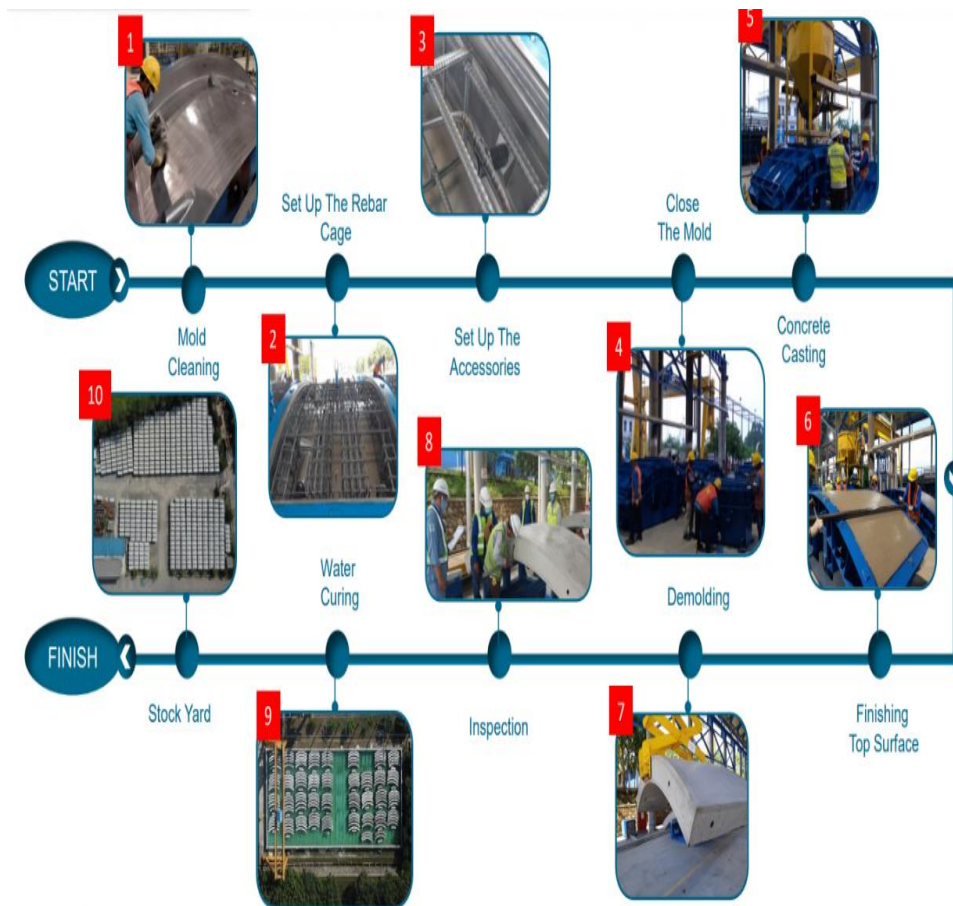 1
3
5
Set Up The Rebar
Cage
Close
The Mold
START
Mold
Cleaning
2
Set Up The
Accessories
4
Concrete
Casting
10
8
6
Water
Curing
Demolding
FINISH
Stock Yard
9
Inspection
7
Finishing
Top Surface